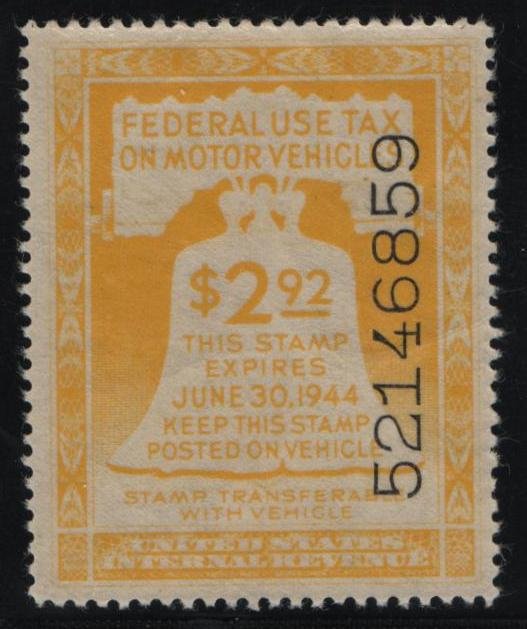 FEDERAL USE TAX
ON MOTOR VEHICLES
$2.92
THIS STAMP
EXPIRES
JUNE 30, 1944
KEEP THIS STAMP
POSTED ON VEHICLE
STAMP TRANSFERABLE
WITH VEHICLE
UNITED STATES
INTERNAL REVENUE
52146859